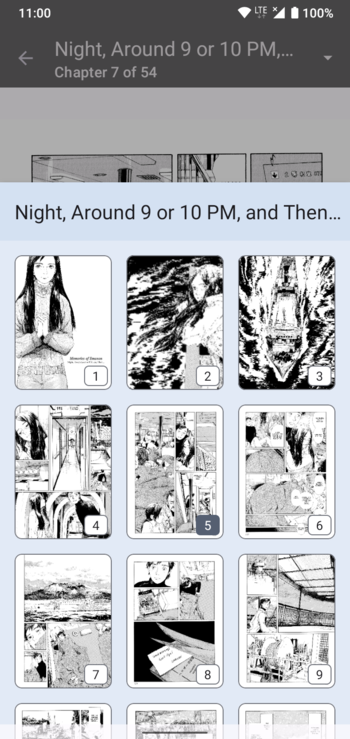 11:00
LTE
100%
Night, Around 9 or 10 PM,...
Chapter 7 of 54
Night, Around 9 or 10 PM, and Then...
1
2
3
4
5
6
7
8
9